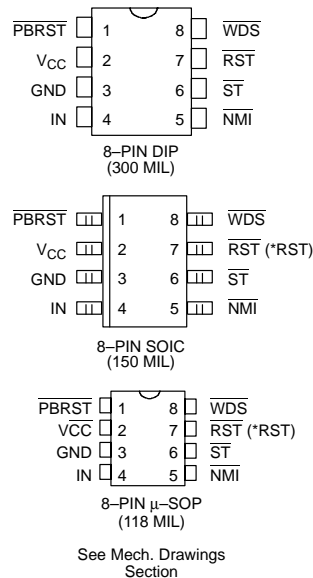 PBRST 1 8 WDS
VCC 2 7 RST
GND 3 6 ST
IN 4 5 NMI
8–PIN DIP
(300 MIL)
PBRST 1 8 WDS
VCC 2 7 RST (*RST)
GND 3 6 ST
IN 4 5 NMI
8–PIN SOIC
(150 MIL)
PBRST 1 8 WDS
VCC 2 7 RST (*RST)
GND 3 6 ST
IN 4 5 NMI
8–PIN μ–SOP
(118 MIL)
See Mech. Drawings
Section